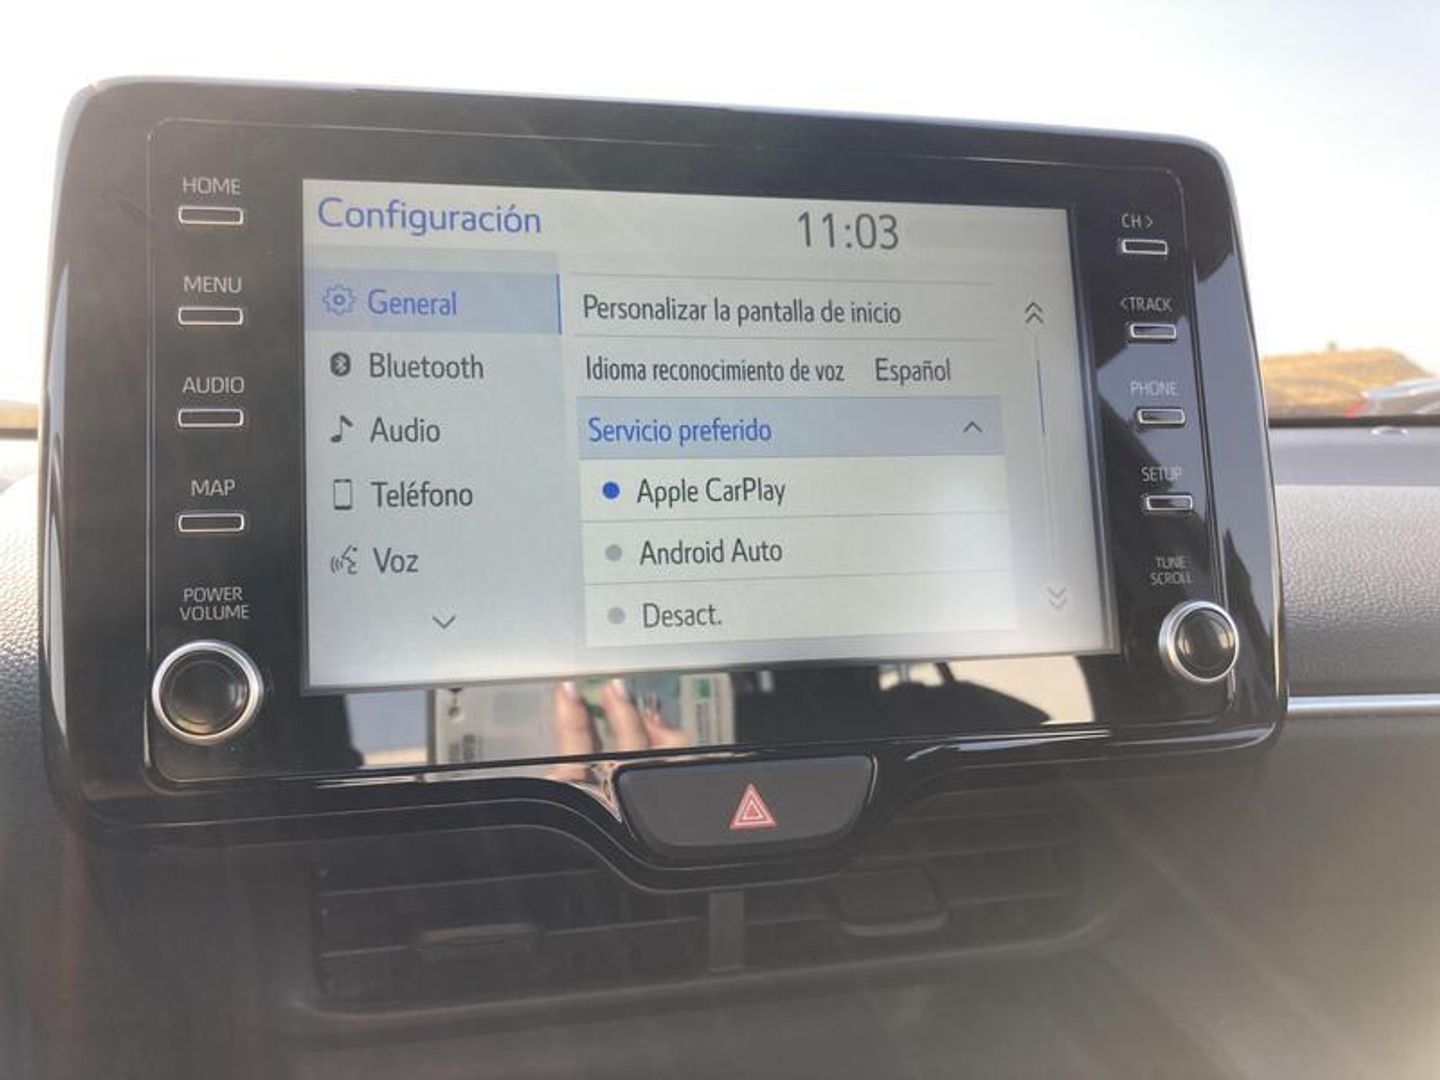 HOME
MENU
AUDIO
MAP
POWER
VOLUME
Configuración
11:03
General
Bluetooth
Audio
Teléfono
Voz
Personalizar la pantalla de inicio
Idioma reconocimiento de voz Español
Servicio preferido
Apple CarPlay
Android Auto
Desact.
CH >
<TRACK
PHONE
SETUP
TUNE
SCROLL